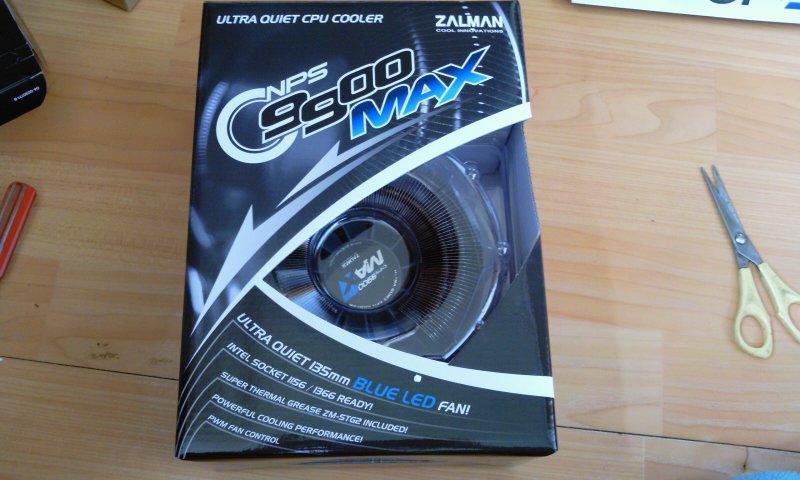 ULTRA QUIET CPU COOLER
ZALMAN
COOL INNOVATIONS
CNPS
9900
MAX
ULTRA QUIET 135mm BLUE LED FAN!
INTEL SOCKET 1156 / 1366 READY!
SUPER THERMAL GREASE ZM-STG2 INCLUDED!
POWERFUL COOLING PERFORMANCE!
PWM FAN CONTROL